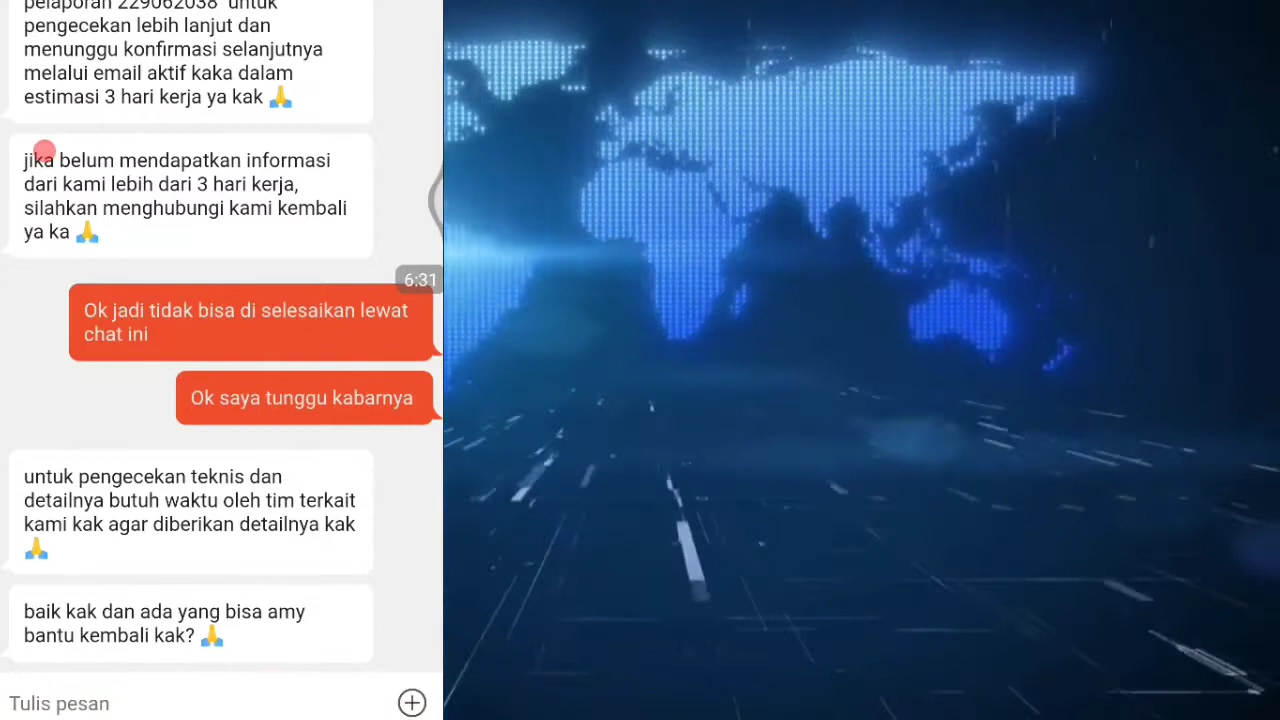 pelaporan 229062038 untuk
pengecekan lebih lanjut dan
menunggu konfirmasi selanjutnya
melalui email aktif kaka dalam
estimasi 3 hari kerja ya kak 🙏
jika belum mendapatkan informasi
dari kami lebih dari 3 hari kerja,
silahkan menghubungi kami kembali
ya ka 🙏
6:31
Ok jadi tidak bisa di selesaikan lewat
chat ini
Ok saya tunggu kabarnya
untuk pengecekan teknis dan
detailnya butuh waktu oleh tim terkait
kami kak agar diberikan detailnya kak
🙏
baik kak dan ada yang bisa amy
bantu kembali kak? 🙏
Tulis pesan